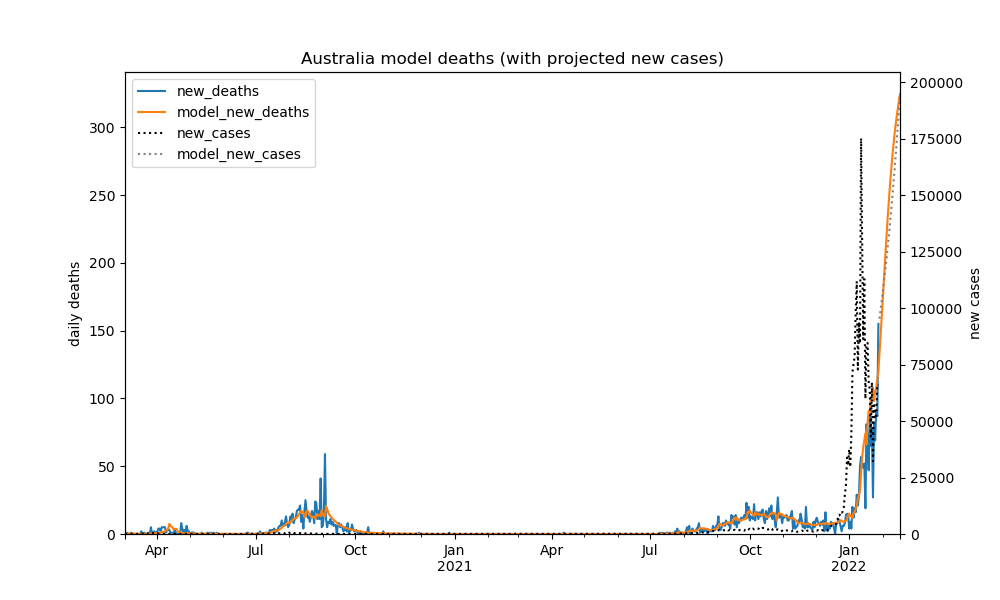 Australia model deaths (with projected new cases)
new_deaths
model_new_deaths
new_cases
model_new_cases
daily deaths
300
250
200
150
100
50
0
new cases
200000
175000
150000
125000
100000
75000
50000
25000
0
Apr
Jul
Oct
Jan
2021
Apr
Jul
Oct
Jan
2022